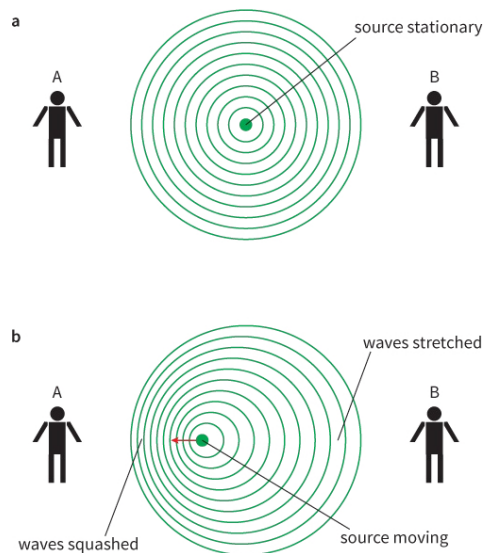 a
source stationary
A
B
b
waves stretched
A
B
waves squashed
source moving